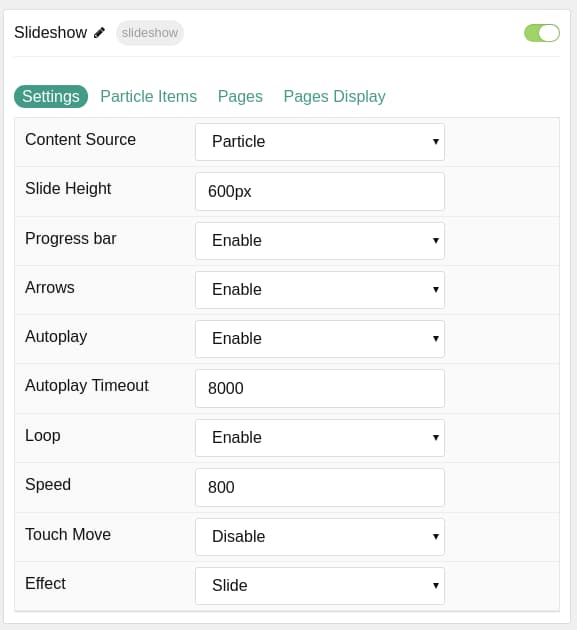 Slideshow slideshow
Settings Particle Items Pages Pages Display
Content Source Particle
Slide Height 600px
Progress bar Enable
Arrows Enable
Autoplay Enable
Autoplay Timeout 8000
Loop Enable
Speed 800
Touch Move Disable
Effect Slide